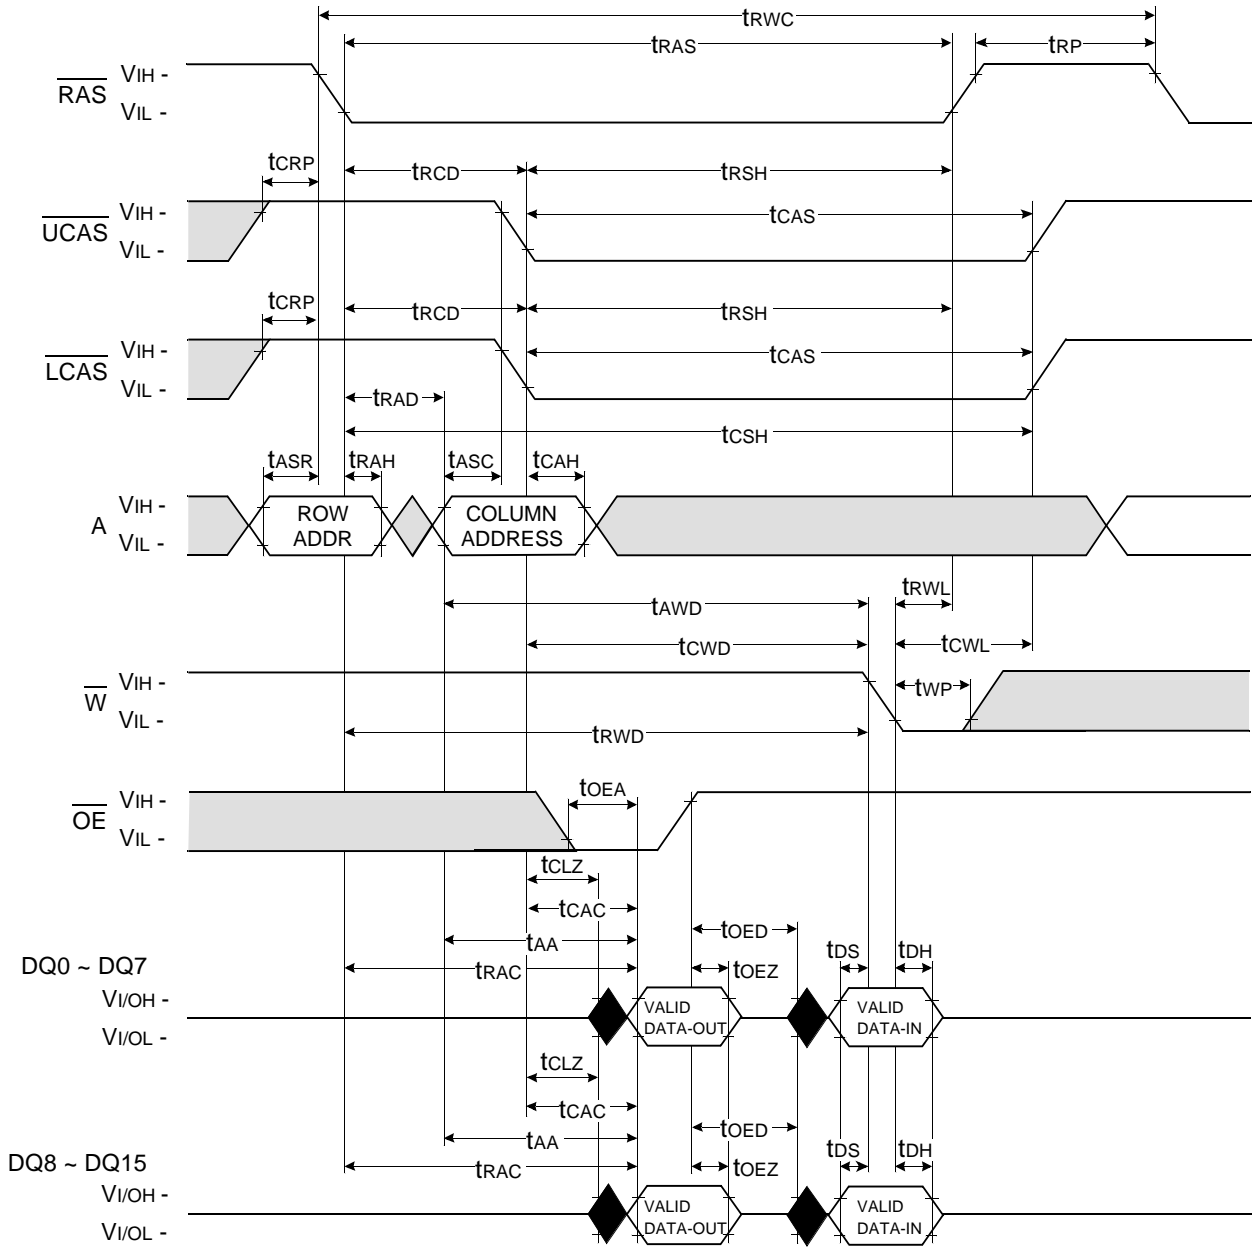 tRWC
tRAS tRP
RAS VIH -
VIL -
tCRP tRCD tRSH
UCAS VIH - tCAS
VIL -
tCRP tRCD tRSH
LCAS VIH - tCAS
VIL -
tRAD
tCSH
tASR tRAH tASC tCAH
A VIH - ROW ADDR COLUMN ADDRESS
VIL -
tRWL
tAWD
tCWD tCWL
W VIH - tWP
VIL -
tRWD
OE VIH - tOEA
VIL -
tCLZ
tCAC tOED
tAA tDS tDH
DQ0 ~ DQ7 tRAC tOEZ
VI/OH - VALID DATA-OUT VALID DATA-IN
VI/OL -
tCLZ
tCAC tOED
tAA tDS tDH
DQ8 ~ DQ15 tRAC tOEZ
VI/OH - VALID DATA-OUT VALID DATA-IN
VI/OL -